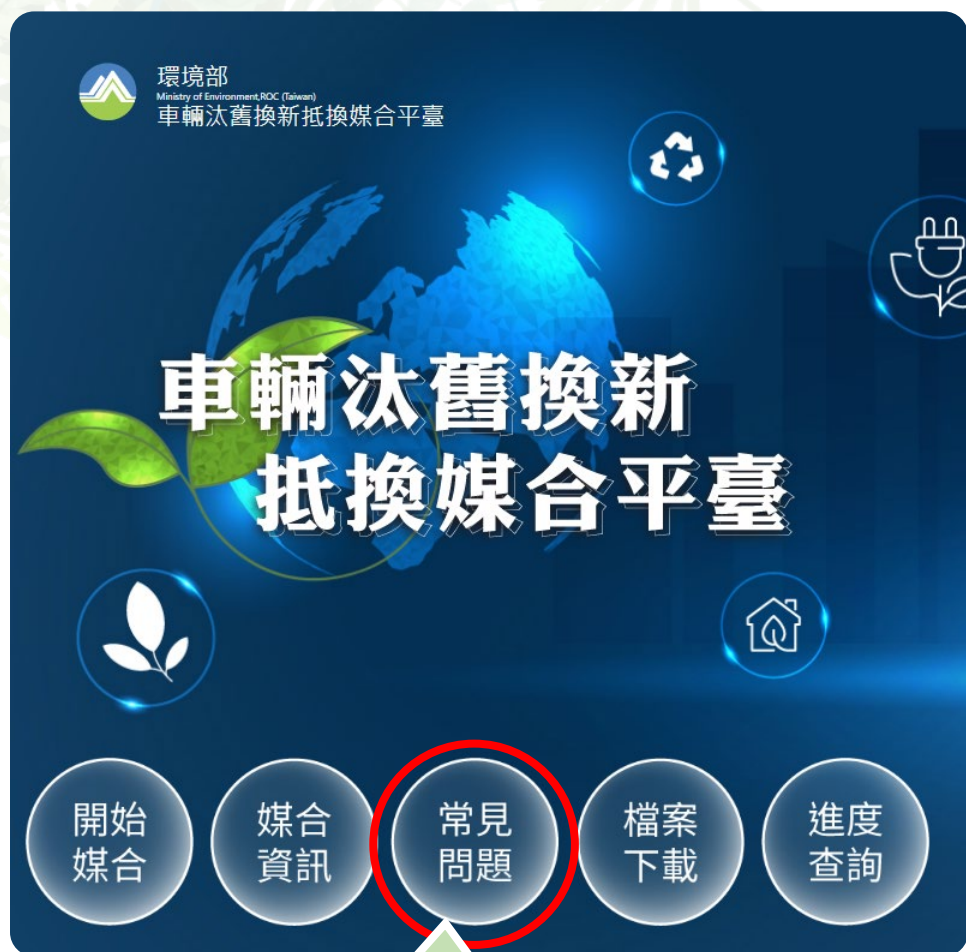 環境部
Ministry of Environment,ROC (Taiwan)
車輛汰舊換新抵換媒合平臺
車輛汰舊換新
抵換媒合平臺
開始
媒合
媒合
資訊
常見
問題
檔案
下載
進度
查詢